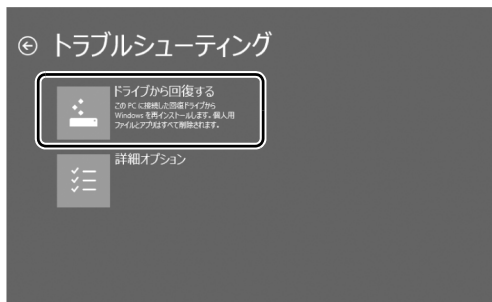 トラブルシューティング
ドライブから回復する
この PC に接続した回復ドライブから
Windows を再インストールします。個人用
ファイルとアプリはすべて削除されます。
詳細オプション